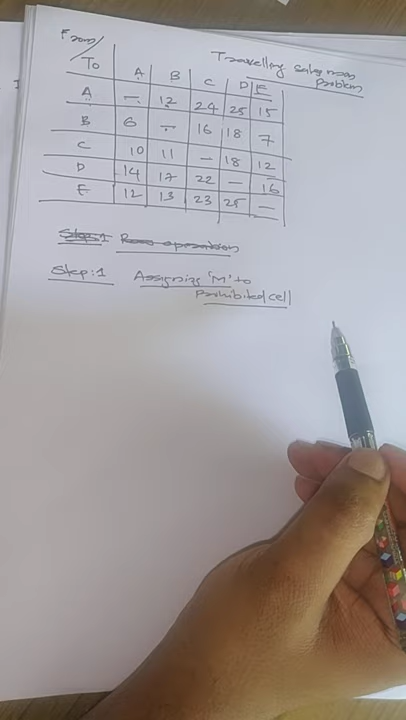 From/To
Travelling salesman
problem
A B C D E
A - 12 24 25 15
B 6 - 16 18 7
C 10 11 - 18 12
D 14 17 22 - 16
E 12 13 23 25 -
Step:1 Row operation
Step:1 Assigning 'M' to
Prohibited cell